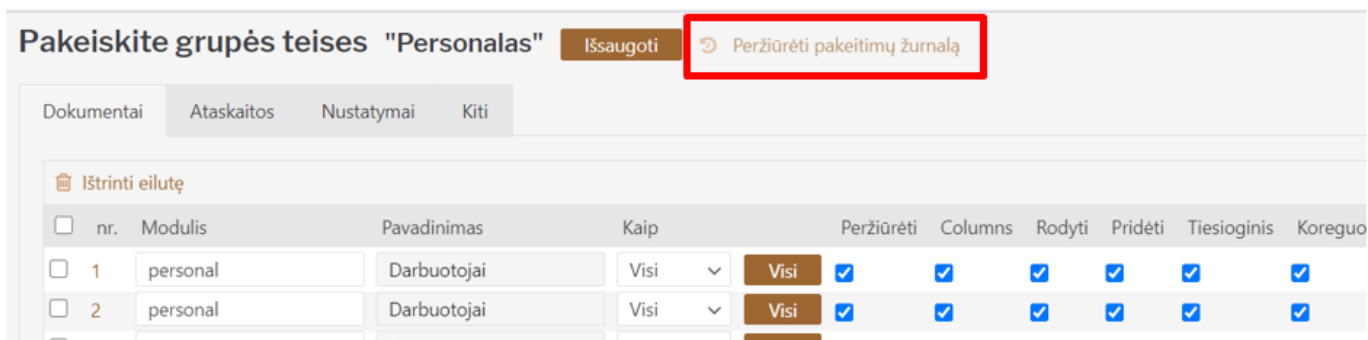 Pakeiskite grupės teises "Personalas" Išsaugoti Peržiūrėti pakeitimų žurnalą
Dokumentai Ataskaitos Nustatymai Kiti
Ištrinti eilutę
nr. Modulis Pavadinimas Kaip Peržiūrėti Columns Rodyti Pridėti Tiesioginis Koreguo
1 personal Darbuotojai Visi Visi
2 personal Darbuotojai Visi Visi